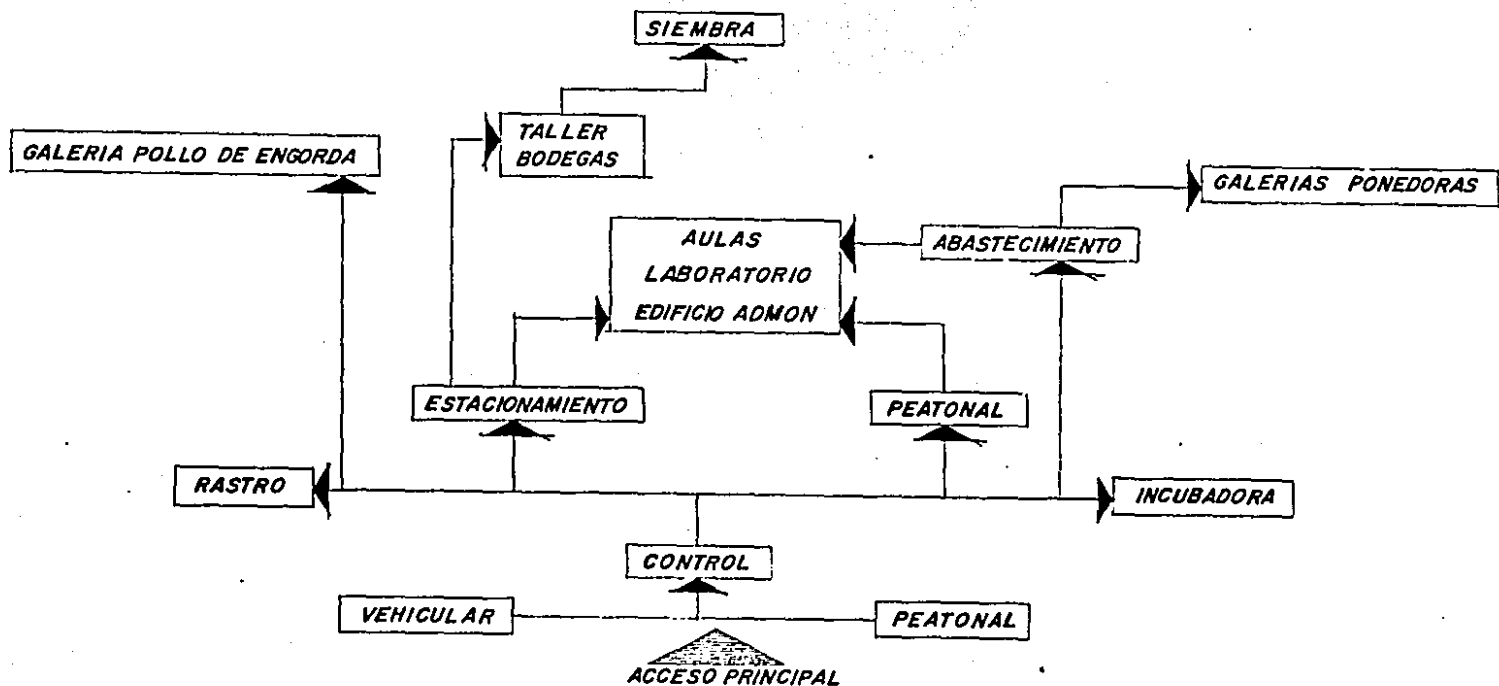 SIEMBRA
TALLER
BODEGAS
GALERIA POLLO DE ENGORDA
GALERIAS PONEDORAS
AULAS
LABORATORIO
EDIFICIO ADMON
ABASTECIMIENTO
ESTACIONAMIENTO
PEATONAL
RASTRO
INCUBADORA
CONTROL
VEHICULAR
PEATONAL
ACCESO PRINCIPAL